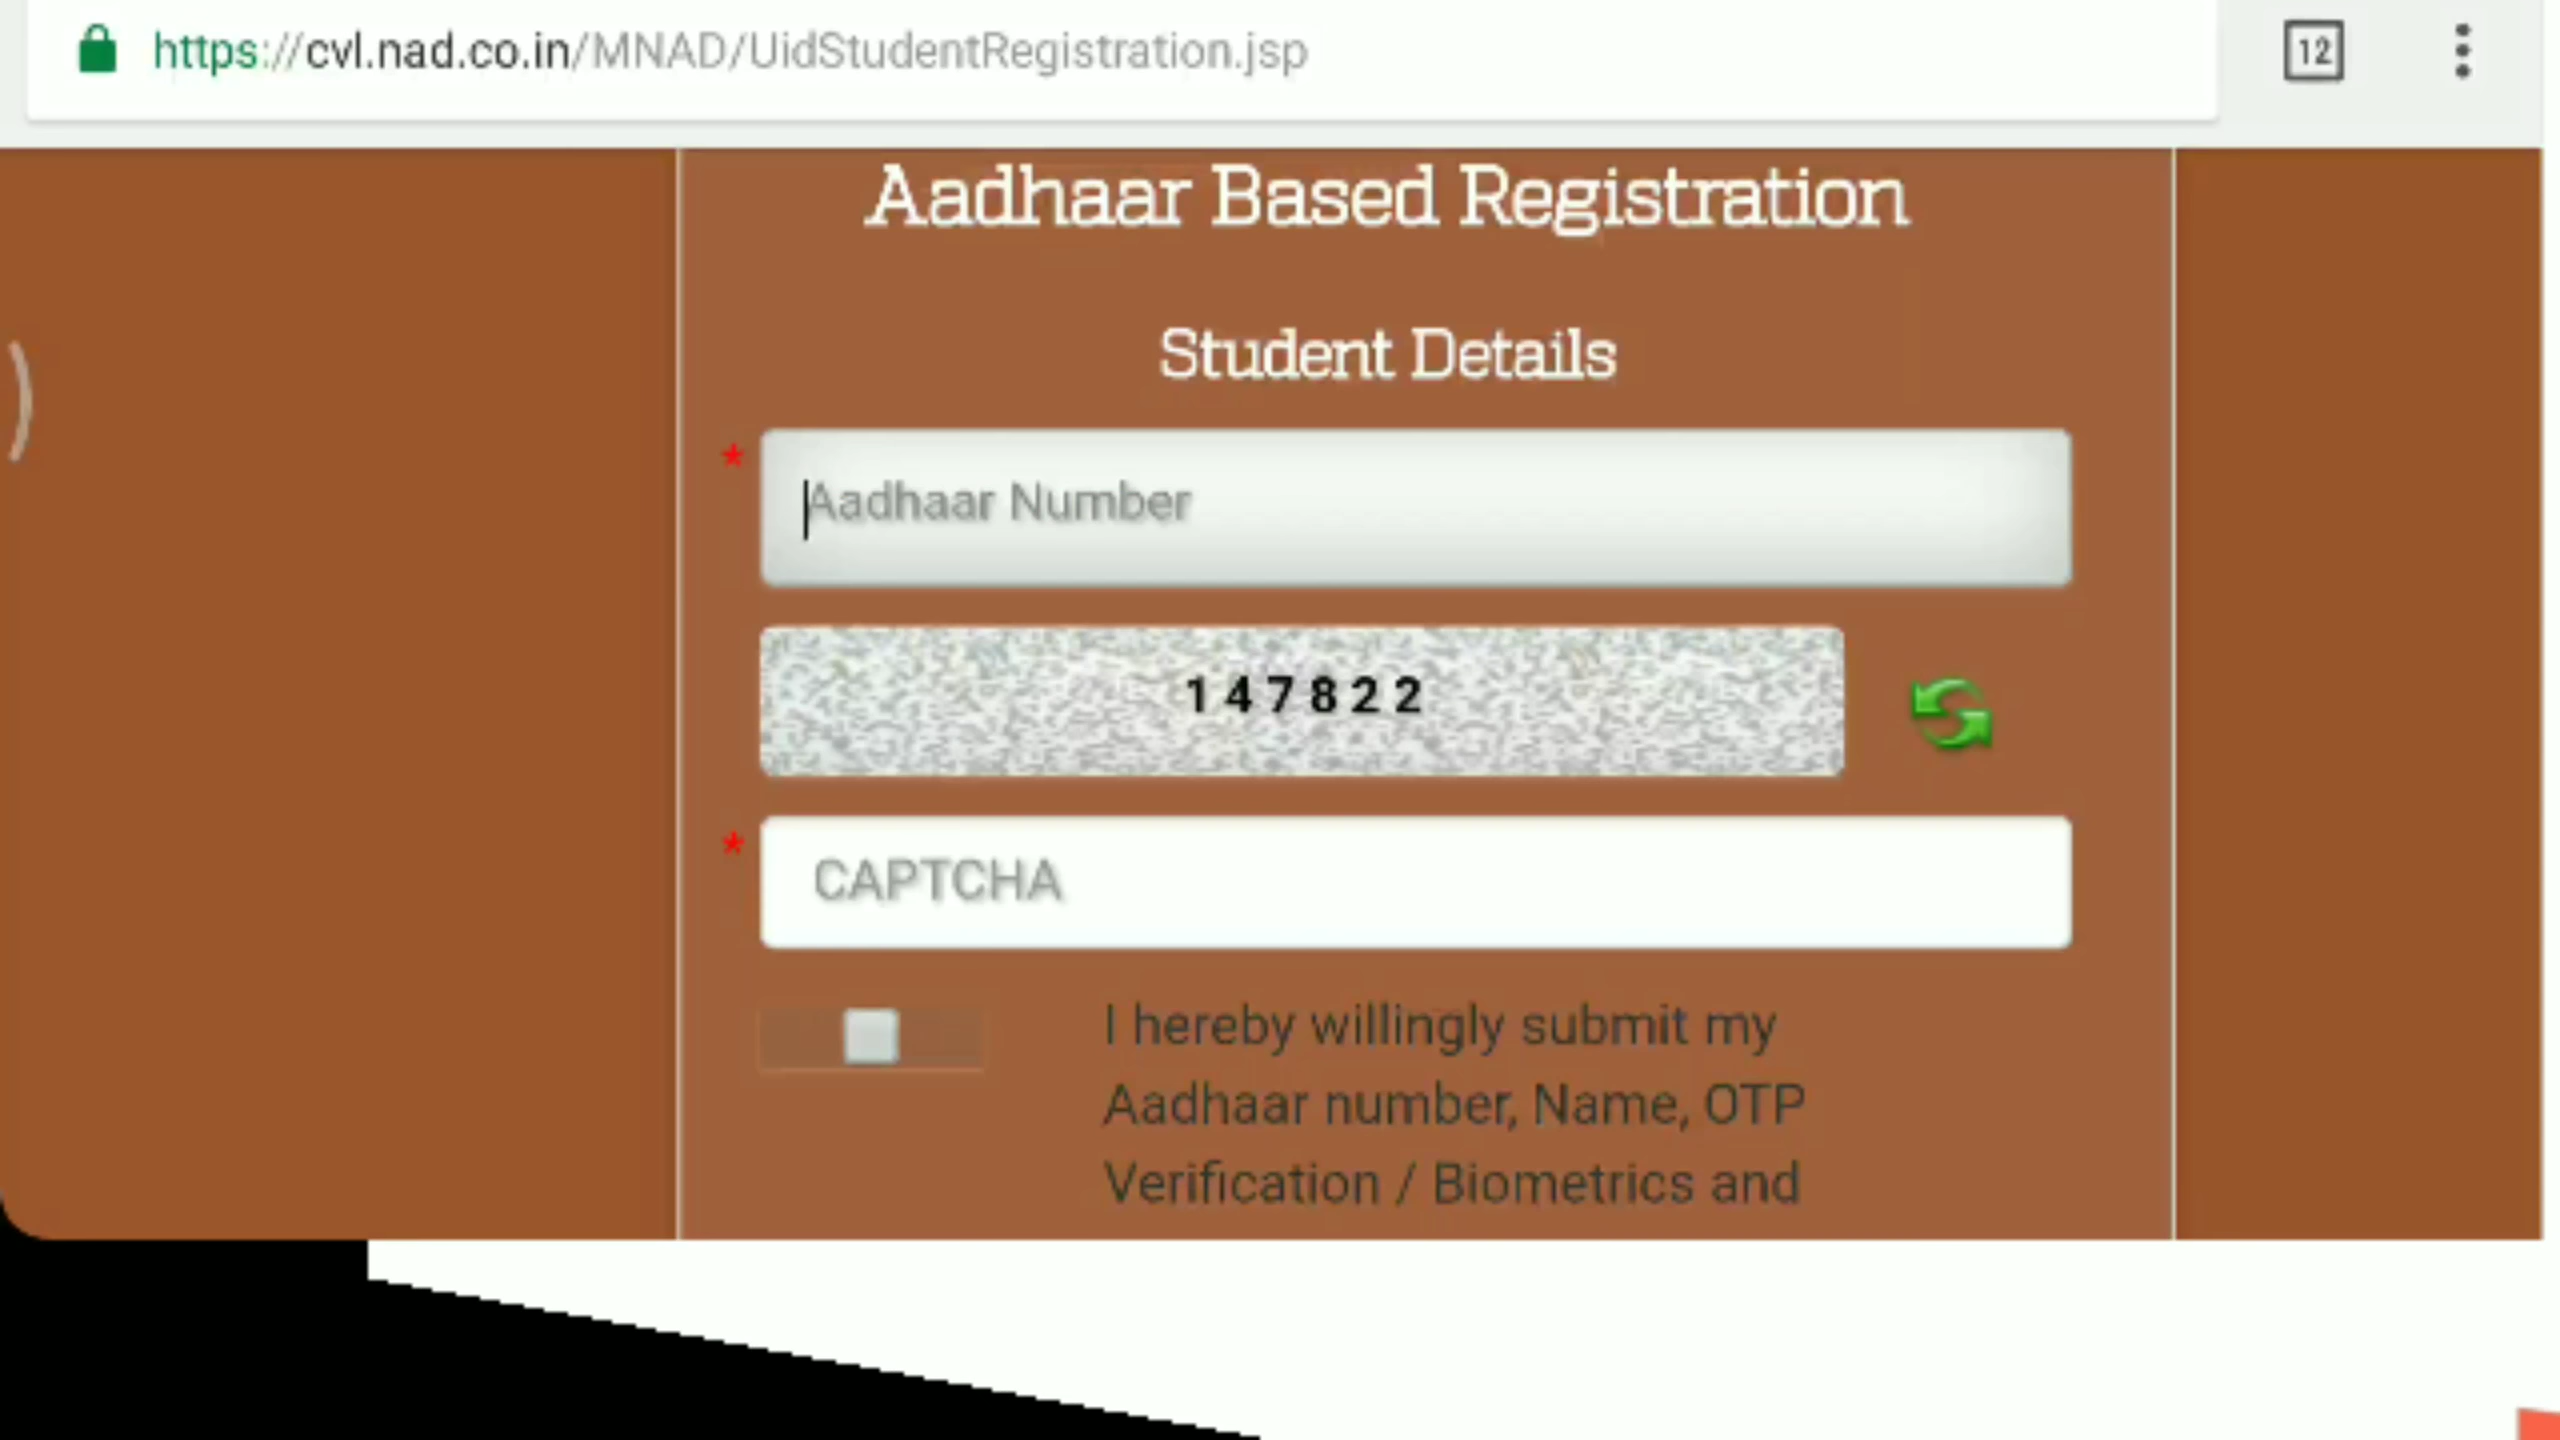 https://cvl.nad.co.in/MNAD/UidStudentRegistration.jsp
12
Aadhaar Based Registration
Student Details
*
Aadhaar Number
147822
*
CAPTCHA
I hereby willingly submit my
Aadhaar number, Name, OTP
Verification / Biometrics and